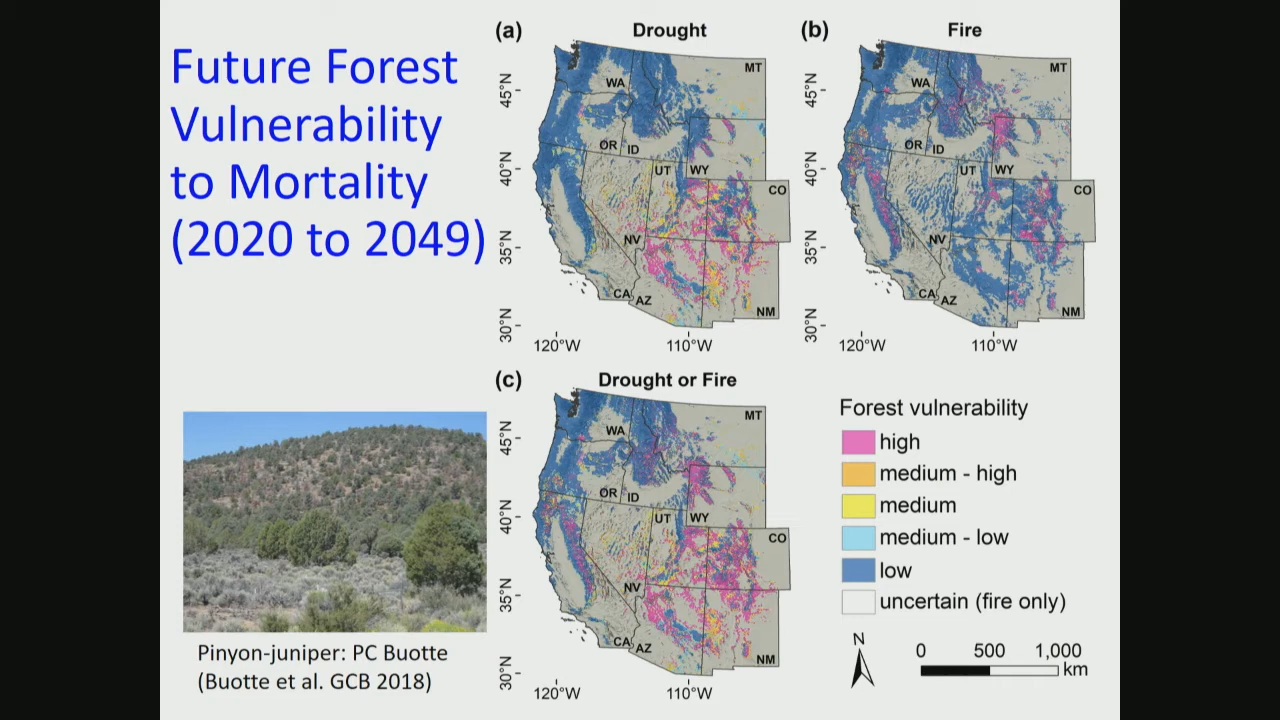 Future Forest
Vulnerability
to Mortality
(2020 to 2049)
(a)
Drought
MT
WA
OR
ID
UT
WY
CO
NV
CA
AZ
NM
45°N
40°N
35°N
30°N
120°W
110°W
(b)
Fire
MT
WA
OR
ID
UT
WY
CO
NV
CA
AZ
NM
45°N
40°N
35°N
30°N
120°W
110°W
(c)
Drought or Fire
MT
WA
OR
ID
UT
WY
CO
NV
CA
AZ
NM
45°N
40°N
35°N
30°N
120°W
110°W
Forest vulnerability
high
medium - high
medium
medium - low
low
uncertain (fire only)
N
0 500 1,000
km
Pinyon-juniper: PC Buotte
(Buotte et al. GCB 2018)